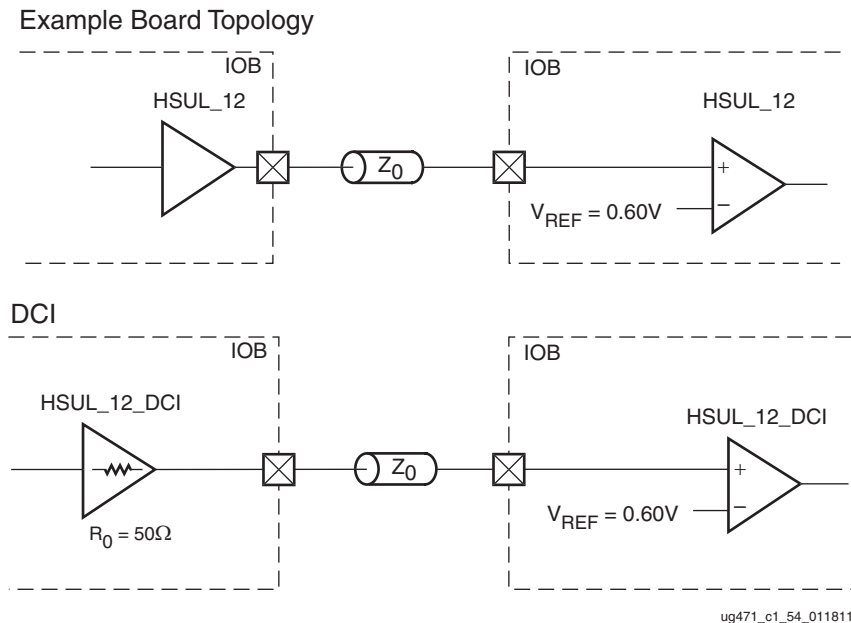 Example Board Topology
IOB
IOB
HSUL_12
HSUL_12
Z0
+
–
VREF = 0.60V
DCI
IOB
IOB
HSUL_12_DCI
HSUL_12_DCI
Z0
+
–
R0 = 50Ω
VREF = 0.60V
ug471_c1_54_011811